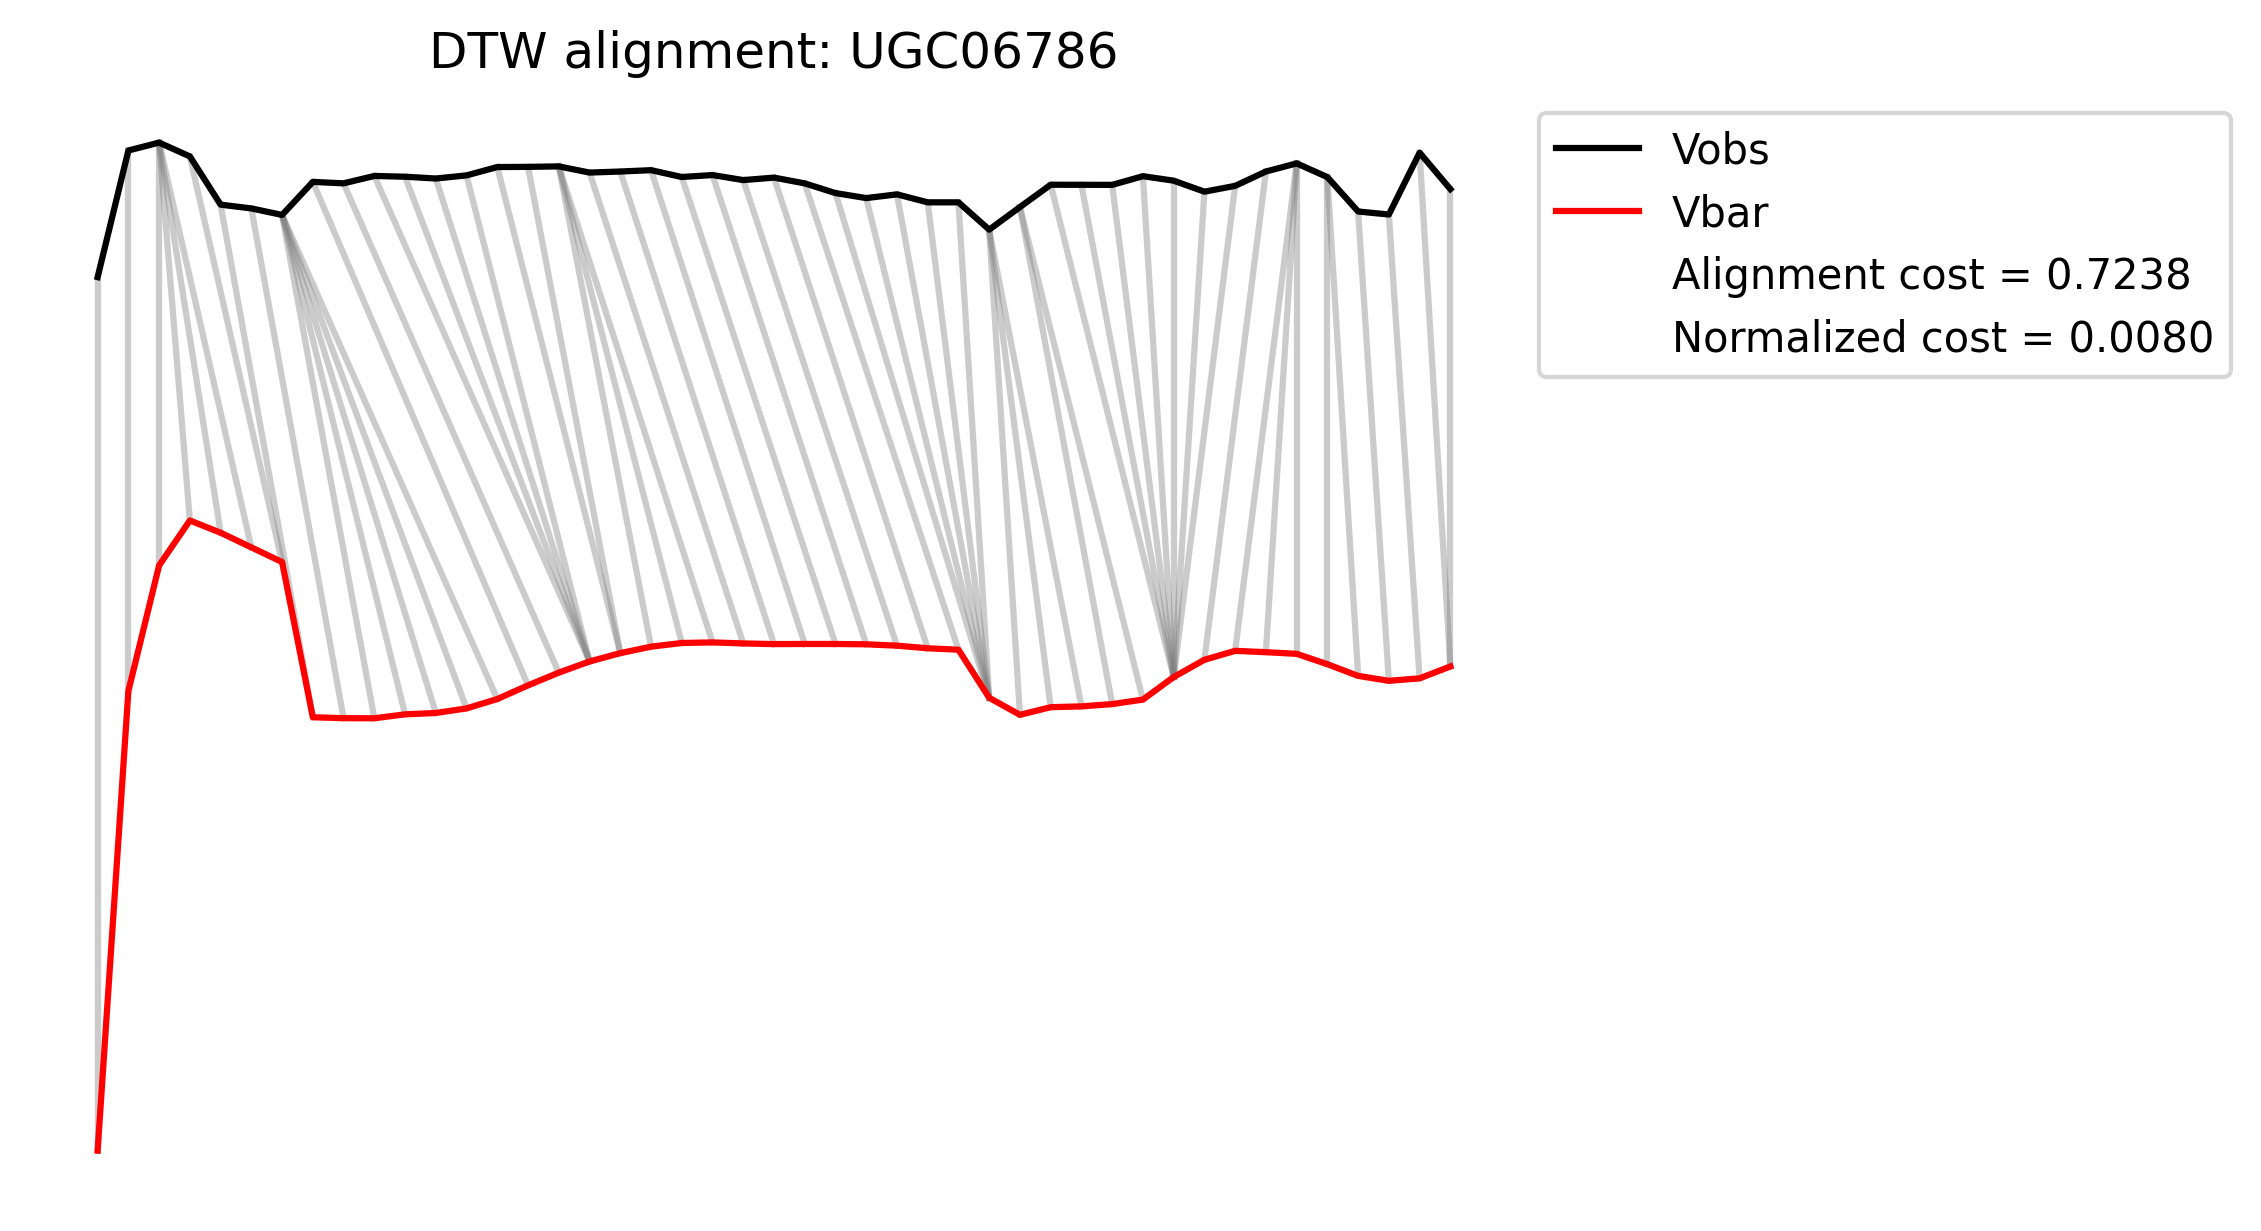 DTW alignment: UGC06786
Vobs
Vbar
Alignment cost = 0.7238
Normalized cost = 0.0080